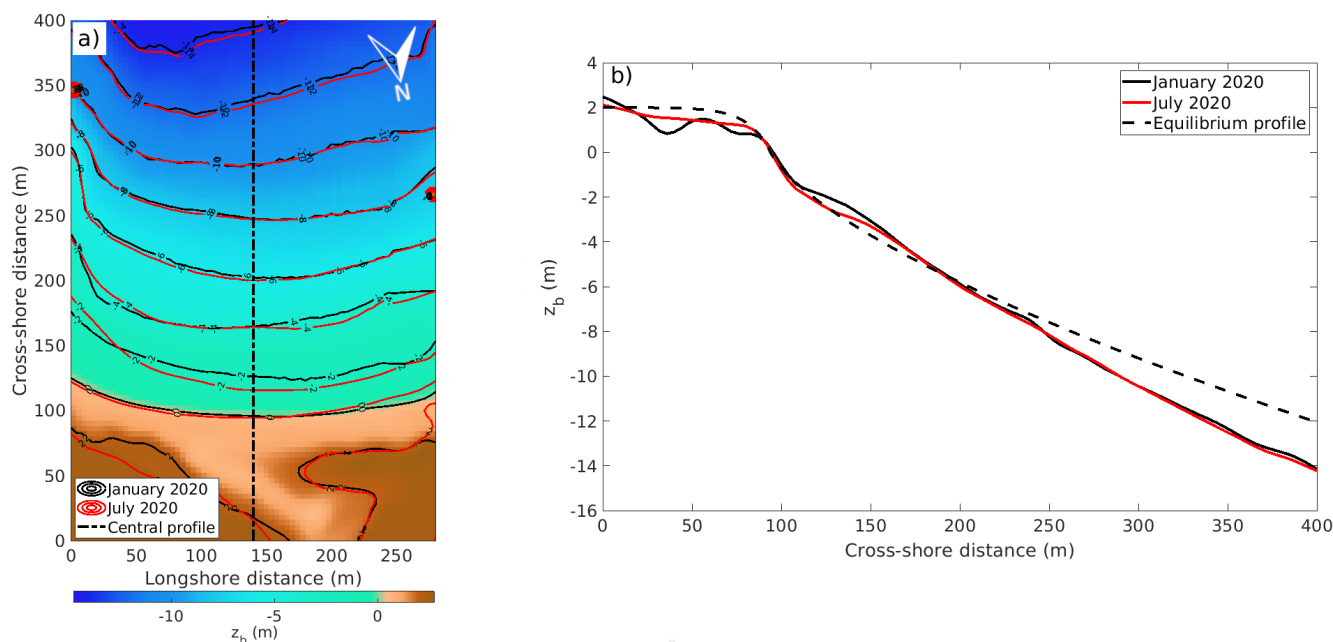 a)
N
400
350
300
250
200
150
100
50
0
Cross-shore distance (m)
January 2020
July 2020
Central profile
0 50 100 150 200 250
Longshore distance (m)
-10 -5 0
z_b (m)
b)
4
2
0
-2
-4
-6
-8
-10
-12
-14
-16
z_b (m)
January 2020
July 2020
Equilibrium profile
0 50 100 150 200 250 300 350 400
Cross-shore distance (m)